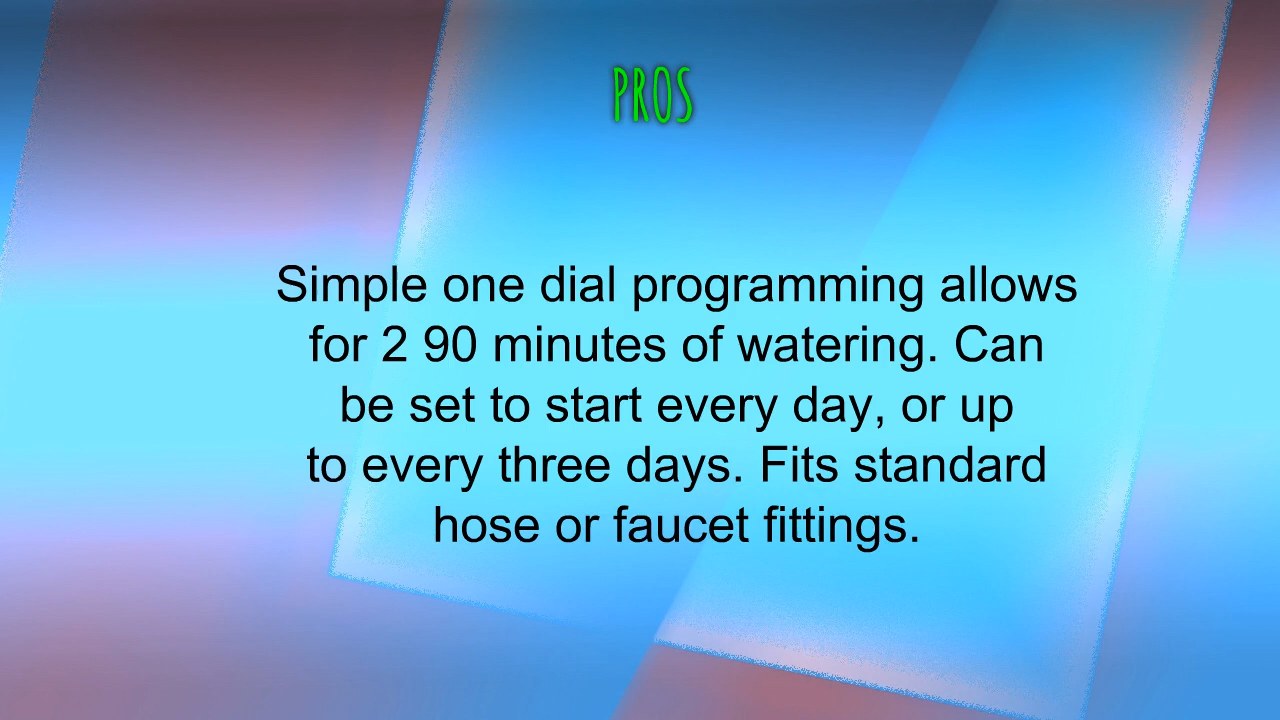 PROS
Simple one dial programming allows
for 2 90 minutes of watering. Can
be set to start every day, or up
to every three days. Fits standard
hose or faucet fittings.